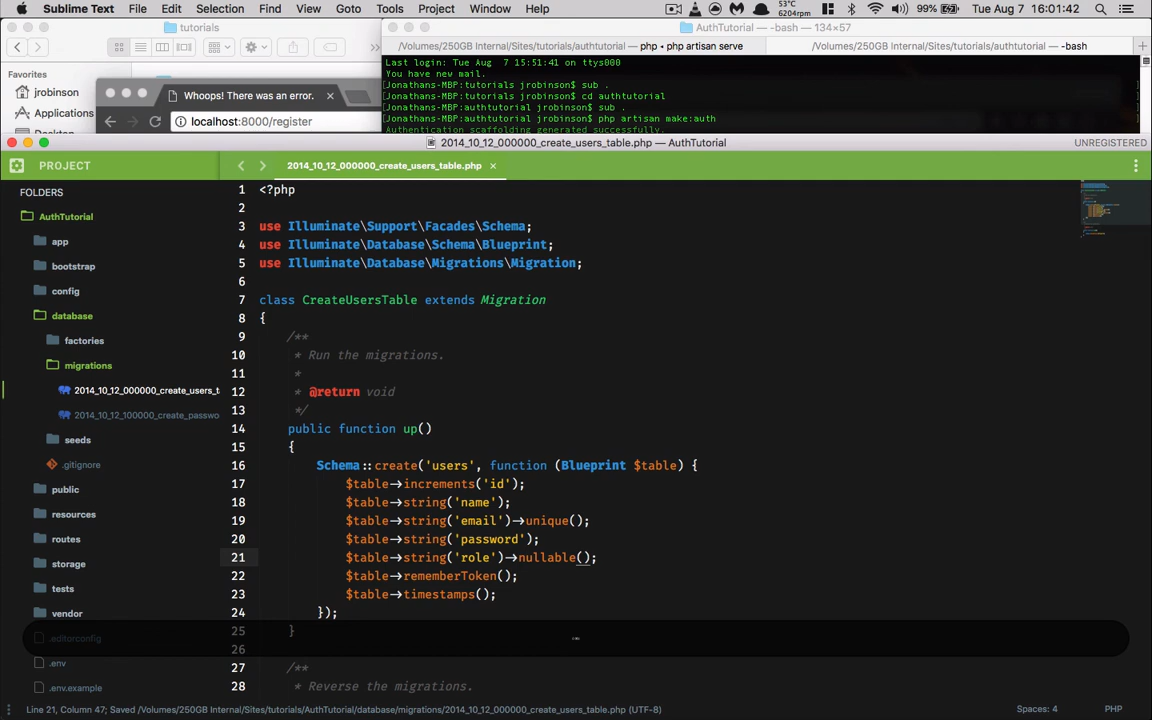 Sublime Text File Edit Selection Find View Goto Tools Project Window Help 53°C 6204rpm 99% Tue Aug 7 16:01:42
tutorials
AuthTutorial — -bash — 134×57
/Volumes/250GB Internal/Sites/tutorials/authtutorial — php • php artisan serve
/Volumes/250GB Internal/Sites/tutorials/authtutorial — -bash
Favorites
jrobinson
Applications
Desktop
Whoops! There was an error.
localhost:8000/register
Last login: Tue Aug  7 15:51:41 on ttys000
You have new mail.
[Jonathans-MBP:tutorials jrobinson$ sub .
[Jonathans-MBP:tutorials jrobinson$ cd authtutorial
[Jonathans-MBP:authtutorial jrobinson$ sub .
[Jonathans-MBP:authtutorial jrobinson$ php artisan make:auth
Authentication scaffolding generated successfully.
2014_10_12_000000_create_users_table.php — AuthTutorial
UNREGISTERED
PROJECT
2014_10_12_000000_create_users_table.php
FOLDERS
AuthTutorial
app
bootstrap
config
database
factories
migrations
2014_10_12_000000_create_users_t
2014_10_12_100000_create_passwo
seeds
.gitignore
public
resources
routes
storage
tests
vendor
.editorconfig
.env
.env.example
1 <?php
2
3 use Illuminate\Support\Facades\Schema;
4 use Illuminate\Database\Schema\Blueprint;
5 use Illuminate\Database\Migrations\Migration;
6
7 class CreateUsersTable extends Migration
8 {
9 /**
10 * Run the migrations.
11 *
12 * @return void
13 */
14 public function up()
15 {
16 Schema::create('users', function (Blueprint $table) {
17 $table->increments('id');
18 $table->string('name');
19 $table->string('email')->unique();
20 $table->string('password');
21 $table->string('role')->nullable();
22 $table->rememberToken();
23 $table->timestamps();
24 });
25 }
26
27 /**
28 * Reverse the migrations.
Line 21, Column 47; Saved /Volumes/250GB Internal/Sites/tutorials/AuthTutorial/database/migrations/2014_10_12_000000_create_users_table.php (UTF-8)
Spaces: 4
PHP